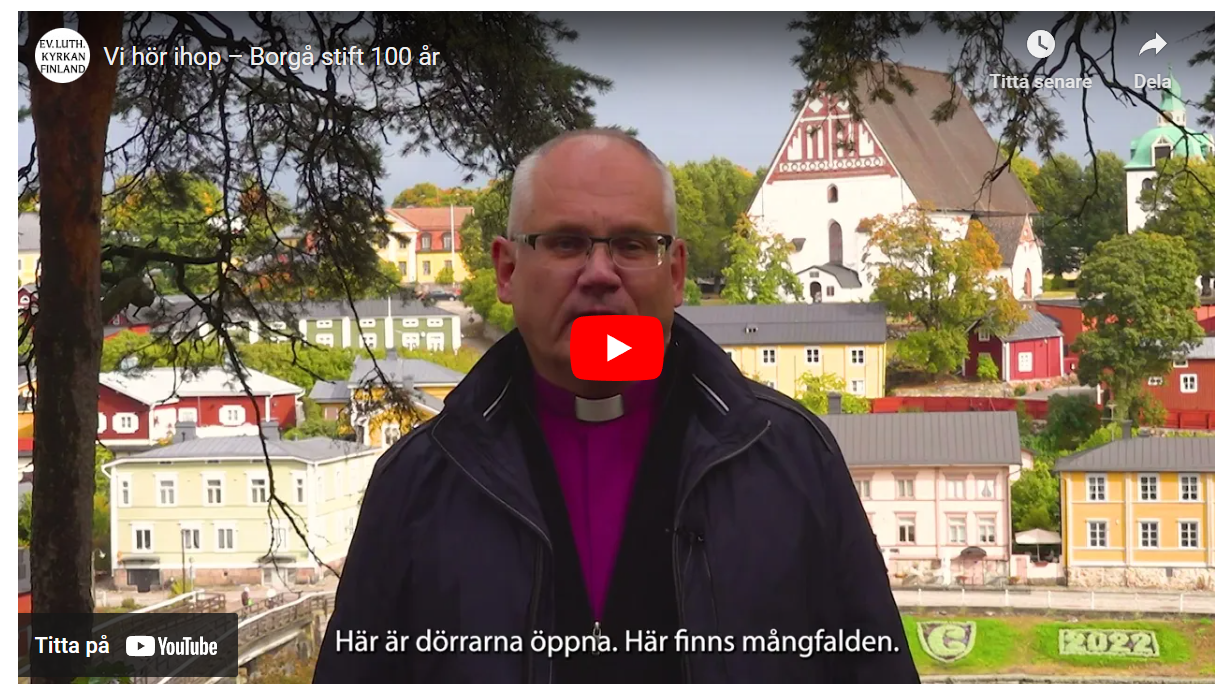 EV.LUTH.
KYRKAN
FINLAND
Vi hör ihop – Borgå stift 100 år
Titta senare
Dela
Här är dörrarna öppna. Här finns mångfalden.
2022
Titta på YouTube